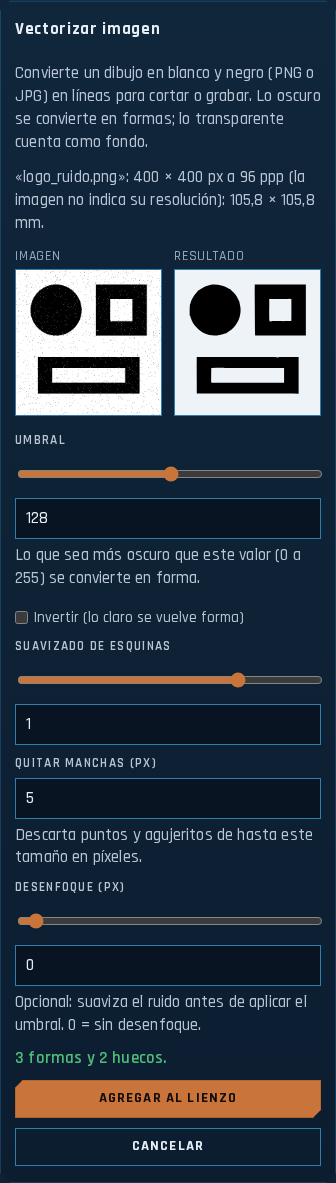 Vectorizar imagen
Convierte un dibujo en blanco y negro (PNG o
JPG) en líneas para cortar o grabar. Lo oscuro
se convierte en formas; lo transparente
cuenta como fondo.
«logo_ruido.png»: 400 × 400 px a 96 ppp (la
imagen no indica su resolución): 105,8 × 105,8
mm.
IMAGEN RESULTADO
UMBRAL
128
Lo que sea más oscuro que este valor (0 a
255) se convierte en forma.
Invertir (lo claro se vuelve forma)
SUAVIZADO DE ESQUINAS
1
QUITAR MANCHAS (PX)
5
Descarta puntos y agujeritos de hasta este
tamaño en píxeles.
DESENFOQUE (PX)
0
Opcional: suaviza el ruido antes de aplicar el
umbral. 0 = sin desenfoque.
3 formas y 2 huecos.
AGREGAR AL LIENZO
CANCELAR